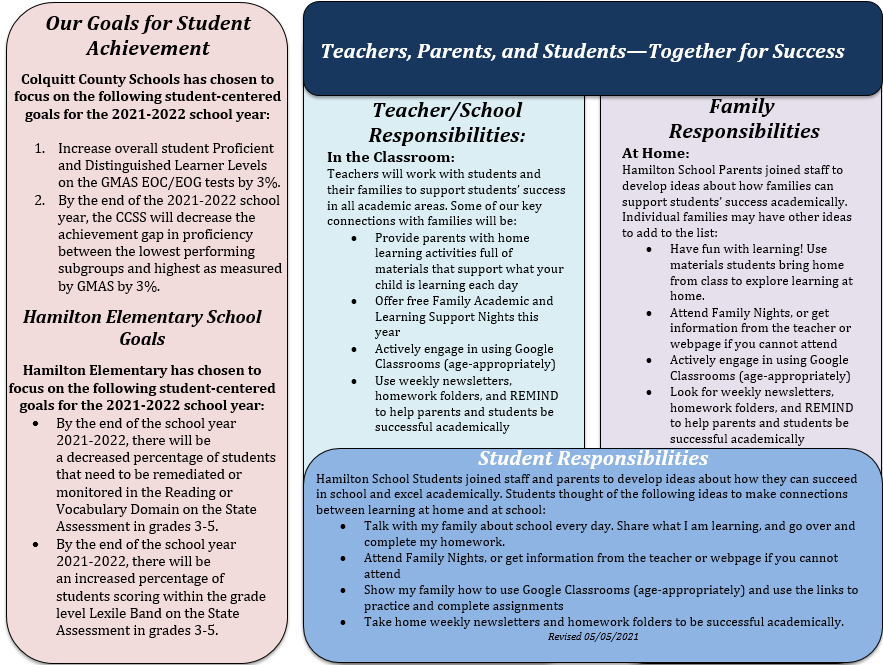 Our Goals for Student
Achievement
Colquitt County Schools has chosen to
focus on the following student-centered
goals for the 2021-2022 school year:
1. Increase overall student Proficient
and Distinguished Learner Levels
on the GMAS EOC/EOG tests by 3%.
2. By the end of the 2021-2022 school
year, the CCSS will decrease the
achievement gap in proficiency
between the lowest performing
subgroups and highest as measured
by GMAS by 3%.
Hamilton Elementary School
Goals
Hamilton Elementary has chosen to
focus on the following student-centered
goals for the 2021-2022 school year:
• By the end of the school year
2021-2022, there will be
a decreased percentage of students
that need to be remediated or
monitored in the Reading or
Vocabulary Domain on the State
Assessment in grades 3-5.
• By the end of the school year
2021-2022, there will be
an increased percentage of
students scoring within the grade
level Lexile Band on the State
Assessment in grades 3-5.
Teachers, Parents, and Students—Together for Success
Teacher/School
Responsibilities:
In the Classroom:
Teachers will work with students and
their families to support students' success
in all academic areas. Some of our key
connections with families will be:
• Provide parents with home
learning activities full of
materials that support what your
child is learning each day
• Offer free Family Academic and
Learning Support Nights this
year
• Actively engage in using Google
Classrooms (age-appropriately)
• Use weekly newsletters,
homework folders, and REMIND
to help parents and students be
successful academically
Family
Responsibilities
At Home:
Hamilton School Parents joined staff to
develop ideas about how families can
support students' success academically.
Individual families may have other ideas
to add to the list:
• Have fun with learning! Use
materials students bring home
from class to explore learning at
home.
• Attend Family Nights, or get
information from the teacher or
webpage if you cannot attend
• Actively engage in using Google
Classrooms (age-appropriately)
• Look for weekly newsletters,
homework folders, and REMIND
to help parents and students be
successful academically
Student Responsibilities
Hamilton School Students joined staff and parents to develop ideas about how they can succeed
in school and excel academically. Students thought of the following ideas to make connections
between learning at home and at school:
• Talk with my family about school every day. Share what I am learning, and go over and
complete my homework.
• Attend Family Nights, or get information from the teacher or webpage if you cannot
attend
• Show my family how to use Google Classrooms (age-appropriately) and use the links to
practice and complete assignments
• Take home weekly newsletters and homework folders to be successful academically.
Revised 05/05/2021